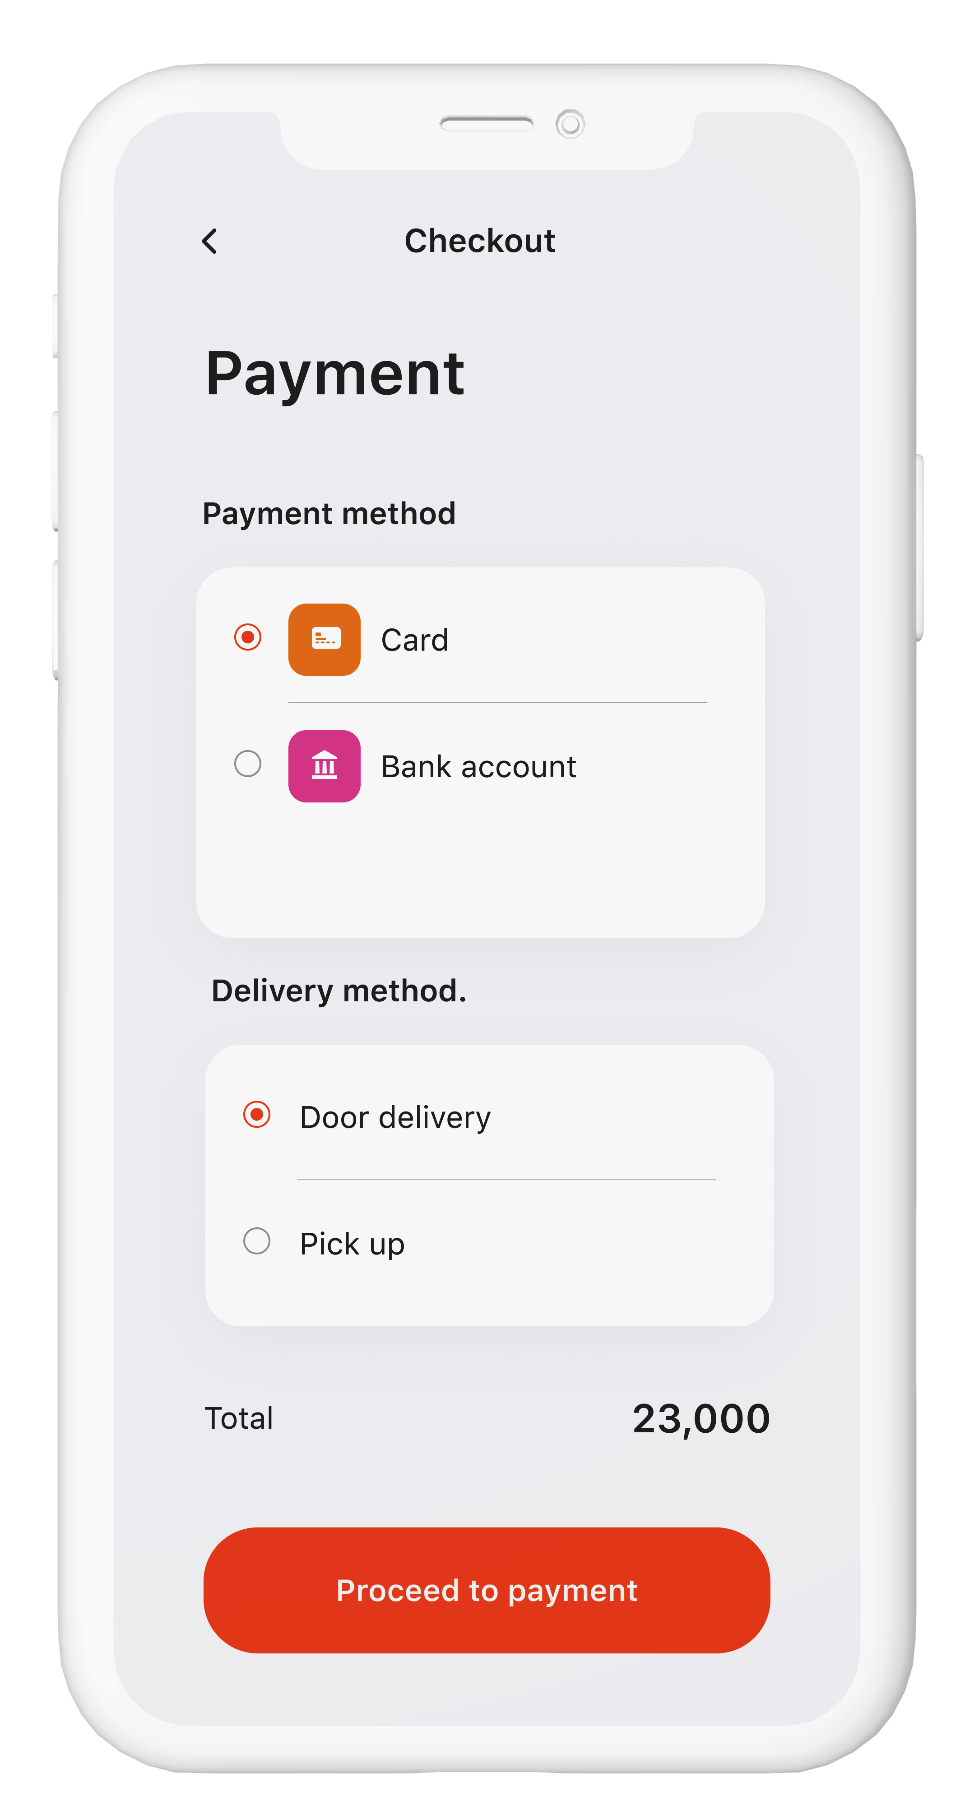 Checkout
Payment
Payment method
Card
Bank account
Delivery method.
Door delivery
Pick up
Total 23,000
Proceed to payment